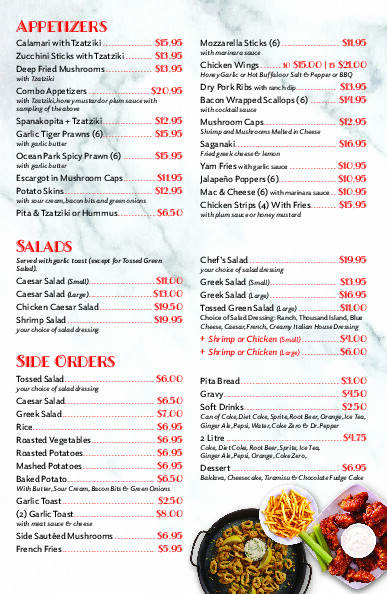 APPETIZERS
Calamari with Tzatziki $15.95
Zucchini Sticks with Tzatziki $13.95
Deep Fried Mushrooms $13.95
with Tzatziki
Combo Appetizers $20.95
with Tzatziki, honey mustard or plum sauce with
sampling of the above
Spanakopita + Tzatziki $12.95
Garlic Tiger Prawns (6) $15.95
with garlic butter
Ocean Park Spicy Prawn (6) $15.95
with garlic butter
Escargot in Mushroom Caps $11.95
Potato Skins $12.95
with sour cream, bacon bits and green onions
Pita & Tzatziki or Hummus $6.50
Mozzarella Sticks (6) $11.95
with marinara sauce
Chicken Wings 10 $15.00 | 15 $21.00
Honey Garlic or Hot Buffalo or Salt & Pepper or BBQ
Dry Pork Ribs with ranch dip $13.95
Bacon Wrapped Scallops (6) $14.95
with cocktail sauce
Mushroom Caps $12.95
Shrimp and Mushrooms Melted in Cheese
Saganaki $16.95
Fried greek cheese & lemon
Yam Fries with garlic sauce $10.95
Jalapeño Poppers (6) $10.95
Mac & Cheese (6) with marinara sauce $10.95
Chicken Strips (4) With Fries $15.95
with plum sauce or honey mustard
SALADS
Served with garlic toast (except for Tossed Green
Salad).
Caesar Salad (Small) $11.00
Caesar Salad (Large) $13.00
Chicken Caesar Salad $19.50
Shrimp Salad $19.95
your choice of salad dressing
Chef's Salad $19.95
your choice of salad dressing
Greek Salad (Small) $13.95
Greek Salad (Large) $16.95
Tossed Green Salad (Large) $11.00
Choice of Salad Dressing: Ranch, Thousand Island, Blue
Cheese, Caesar, French, Creamy Italian House Dressing
+ Shrimp or Chicken (Small) $4.00
+ Shrimp or Chicken (Large) $6.00
SIDE ORDERS
Tossed Salad $6.00
your choice of salad dressing
Caesar Salad $6.50
Greek Salad $7.00
Rice $6.95
Roasted Vegetables $6.95
Roasted Potatoes $6.95
Mashed Potatoes $6.95
Baked Potato $6.50
With Butter, Sour Cream, Bacon Bits & Green Onions
Garlic Toast $2.50
(2) Garlic Toast $8.00
with meat sauce & cheese
Side Sautéed Mushrooms $6.95
French Fries $5.95
Pita Bread $3.00
Gravy $4.50
Soft Drinks $2.50
Can of Coke, Diet Coke, Sprite, Root Beer, Orange, Ice Tea,
Ginger Ale, Pepsi, Water, Coke Zero & Dr. Pepper
2 Litre $4.75
Coke, Diet Coke, Root Beer, Sprite, Ice Tea,
Ginger Ale, Pepsi, Orange, Coke Zero,
Dessert $6.95
Baklava, Cheesecake, Tiramisu & Chocolate Fudge Cake